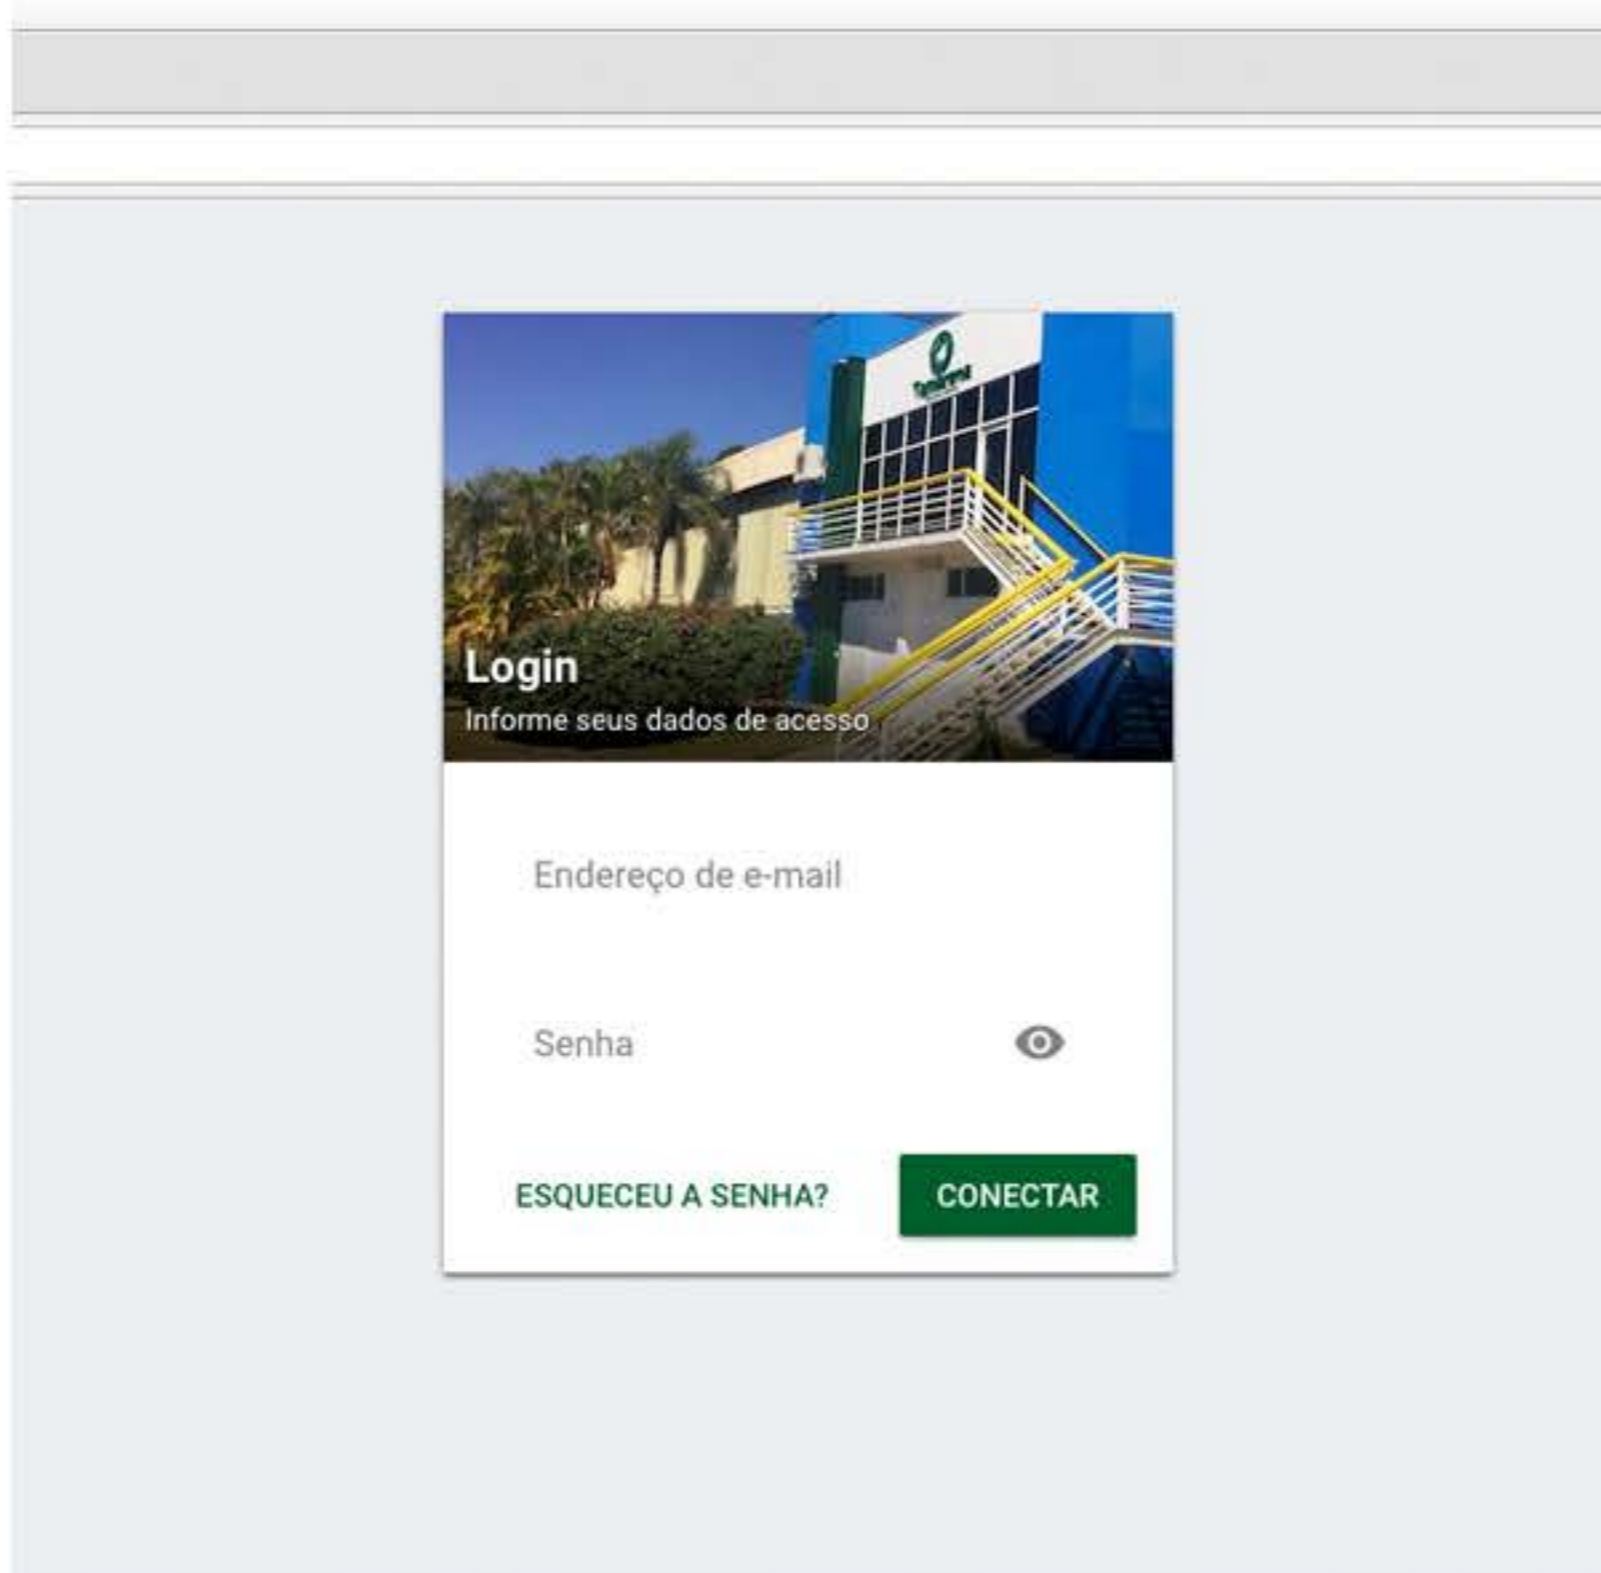 Login
Informe seus dados de acesso
Endereço de e-mail
Senha
ESQUECEU A SENHA?
CONECTAR